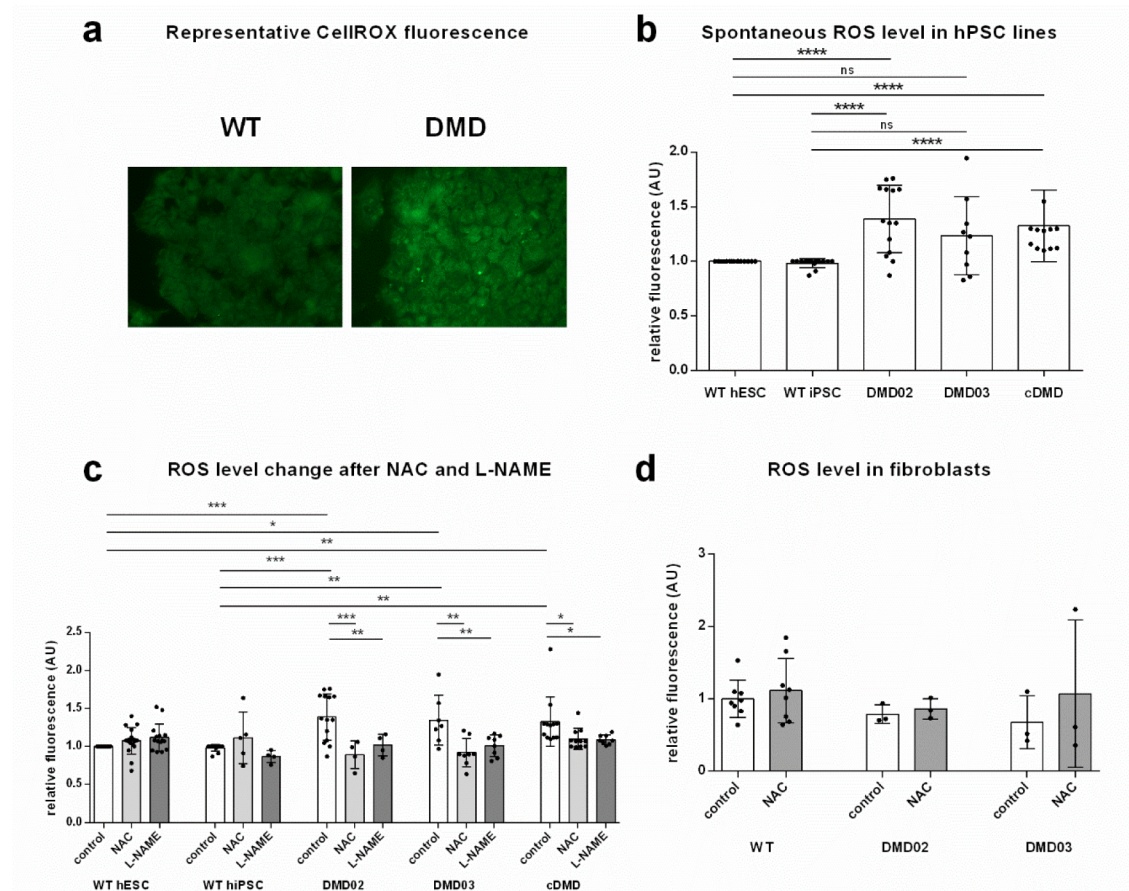 a Representative CellROX fluorescence
WT DMD
b Spontaneous ROS level in hPSC lines
****
ns
****
****
ns
****
relative fluorescence (AU)
2.0
1.5
1.0
0.5
0.0
WT hESC WT iPSC DMD02 DMD03 cDMD
c ROS level change after NAC and L-NAME
***
*
**
***
**
**
*** ** *
** ** *
relative fluorescence (AU)
2.5
2.0
1.5
1.0
0.5
0.0
control NAC L-NAME control NAC L-NAME control NAC L-NAME control NAC L-NAME control NAC L-NAME
WT hESC WT hiPSC DMD02 DMD03 cDMD
d ROS level in fibroblasts
relative fluorescence (AU)
3
2
1
0
control NAC control NAC control NAC
WT DMD02 DMD03